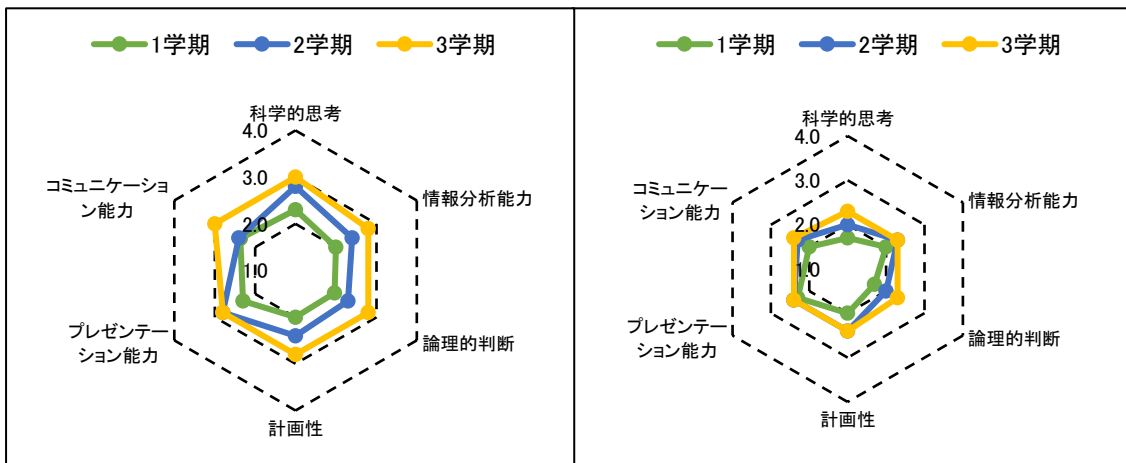 1学期 2学期 3学期
科学的思考
4.0
コミュニケーショ
ン能力
3.0
情報分析能力
2.0
1.0
プレゼンテー
ション能力
論理的判断
計画性
1学期 2学期 3学期
科学的思考
4.0
コミュニケー
ション能力
3.0
情報分析能力
2.0
1.0
プレゼンテー
ション能力
論理的判断
計画性